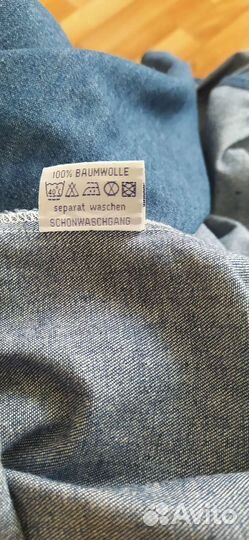 100% BAUMWOLLE
separat waschen
SCHONWASCHGANG
Avito